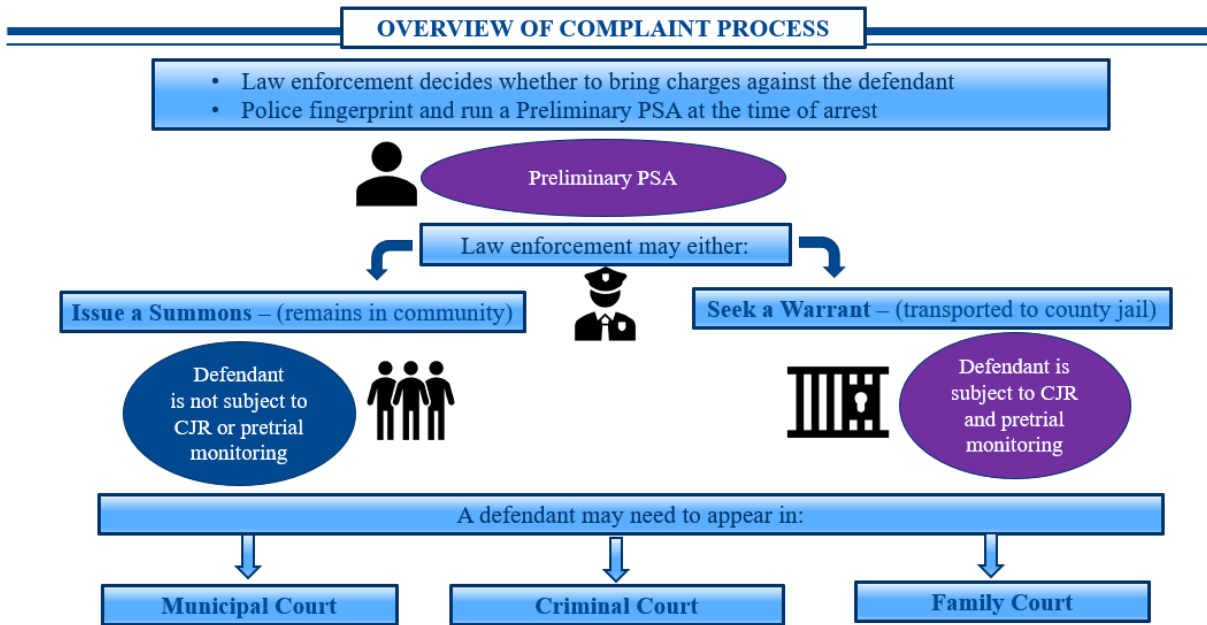 OVERVIEW OF COMPLAINT PROCESS
• Law enforcement decides whether to bring charges against the defendant
• Police fingerprint and run a Preliminary PSA at the time of arrest
Preliminary PSA
Law enforcement may either:
Issue a Summons – (remains in community)
Seek a Warrant – (transported to county jail)
Defendant
is not subject to
CJR or pretrial
monitoring
Defendant is
subject to CJR
and pretrial
monitoring
A defendant may need to appear in:
Municipal Court
Criminal Court
Family Court